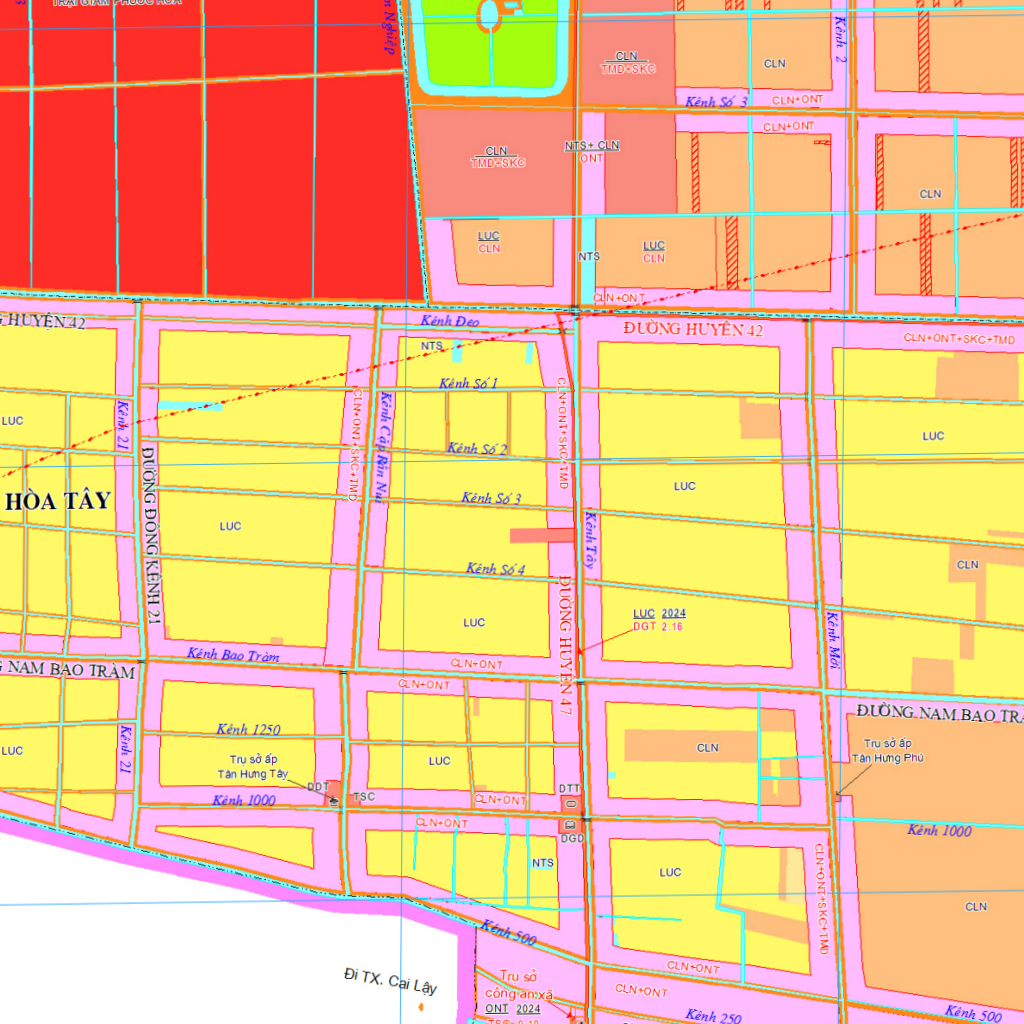 TRẠI GIAM PHƯỚC HÒA
n Nghiệp
Kênh 2
CLN
TMD+SKC
CLN
Kênh Số 3
CLN+ONT
CLN+ONT
CLN
TMD+SKC
NTS+ CLN
ONT
CLN
LUC
CLN
LUC
CLN
NTS
CLN+ONT
G HUYỆN 42
Kênh Đeo
ĐƯỜNG HUYỆN 42
CLN+ONT+SKC+TMD
NTS
Kênh Số 1
CLN+ONT+SKC+TMD
CLN+ONT+SKC+TMD
LUC
Kênh 21
Kênh Cặp Rặn Núi
LUC
Kênh Số 2
HÒA TÂY
ĐƯỜNG ĐÔNG KÊNH 21
LUC
Kênh Số 3
LUC
Kênh Tây
CLN
Kênh Số 4
ĐƯỜNG HUYỆN 47
LUC
LUC 2024
DGT 2.16
Kênh Mới
Kênh Bao Tràm
CLN+ONT
CLN+ONT
G NAM BAO TRÀM
ĐƯỜNG NAM BAO TRÀ
Kênh 1250
Kênh 21
LUC
LUC
CLN
Trụ sở ấp
Tân Hưng Tây
Trụ sở ấp
Tân Hưng Phú
DDT
TSC
DTT
Kênh 1000
CLN+ONT
CLN+ONT
DGD
Kênh 1000
NTS
LUC
CLN+ONT+SKC+TMD
CLN
Kênh 500
CLN+ONT
Đi TX. Cai Lậy
Trụ sở
công an xã
ONT 2024
TSC 0.10
CLN+ONT
Kênh 250
Kênh 500